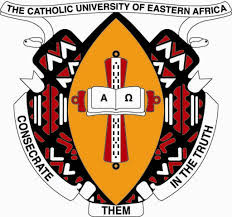 THE CATHOLIC UNIVERSITY OF EASTERN AFRICA
A Ω
CONSECRATE
THEM
IN THE TRUTH